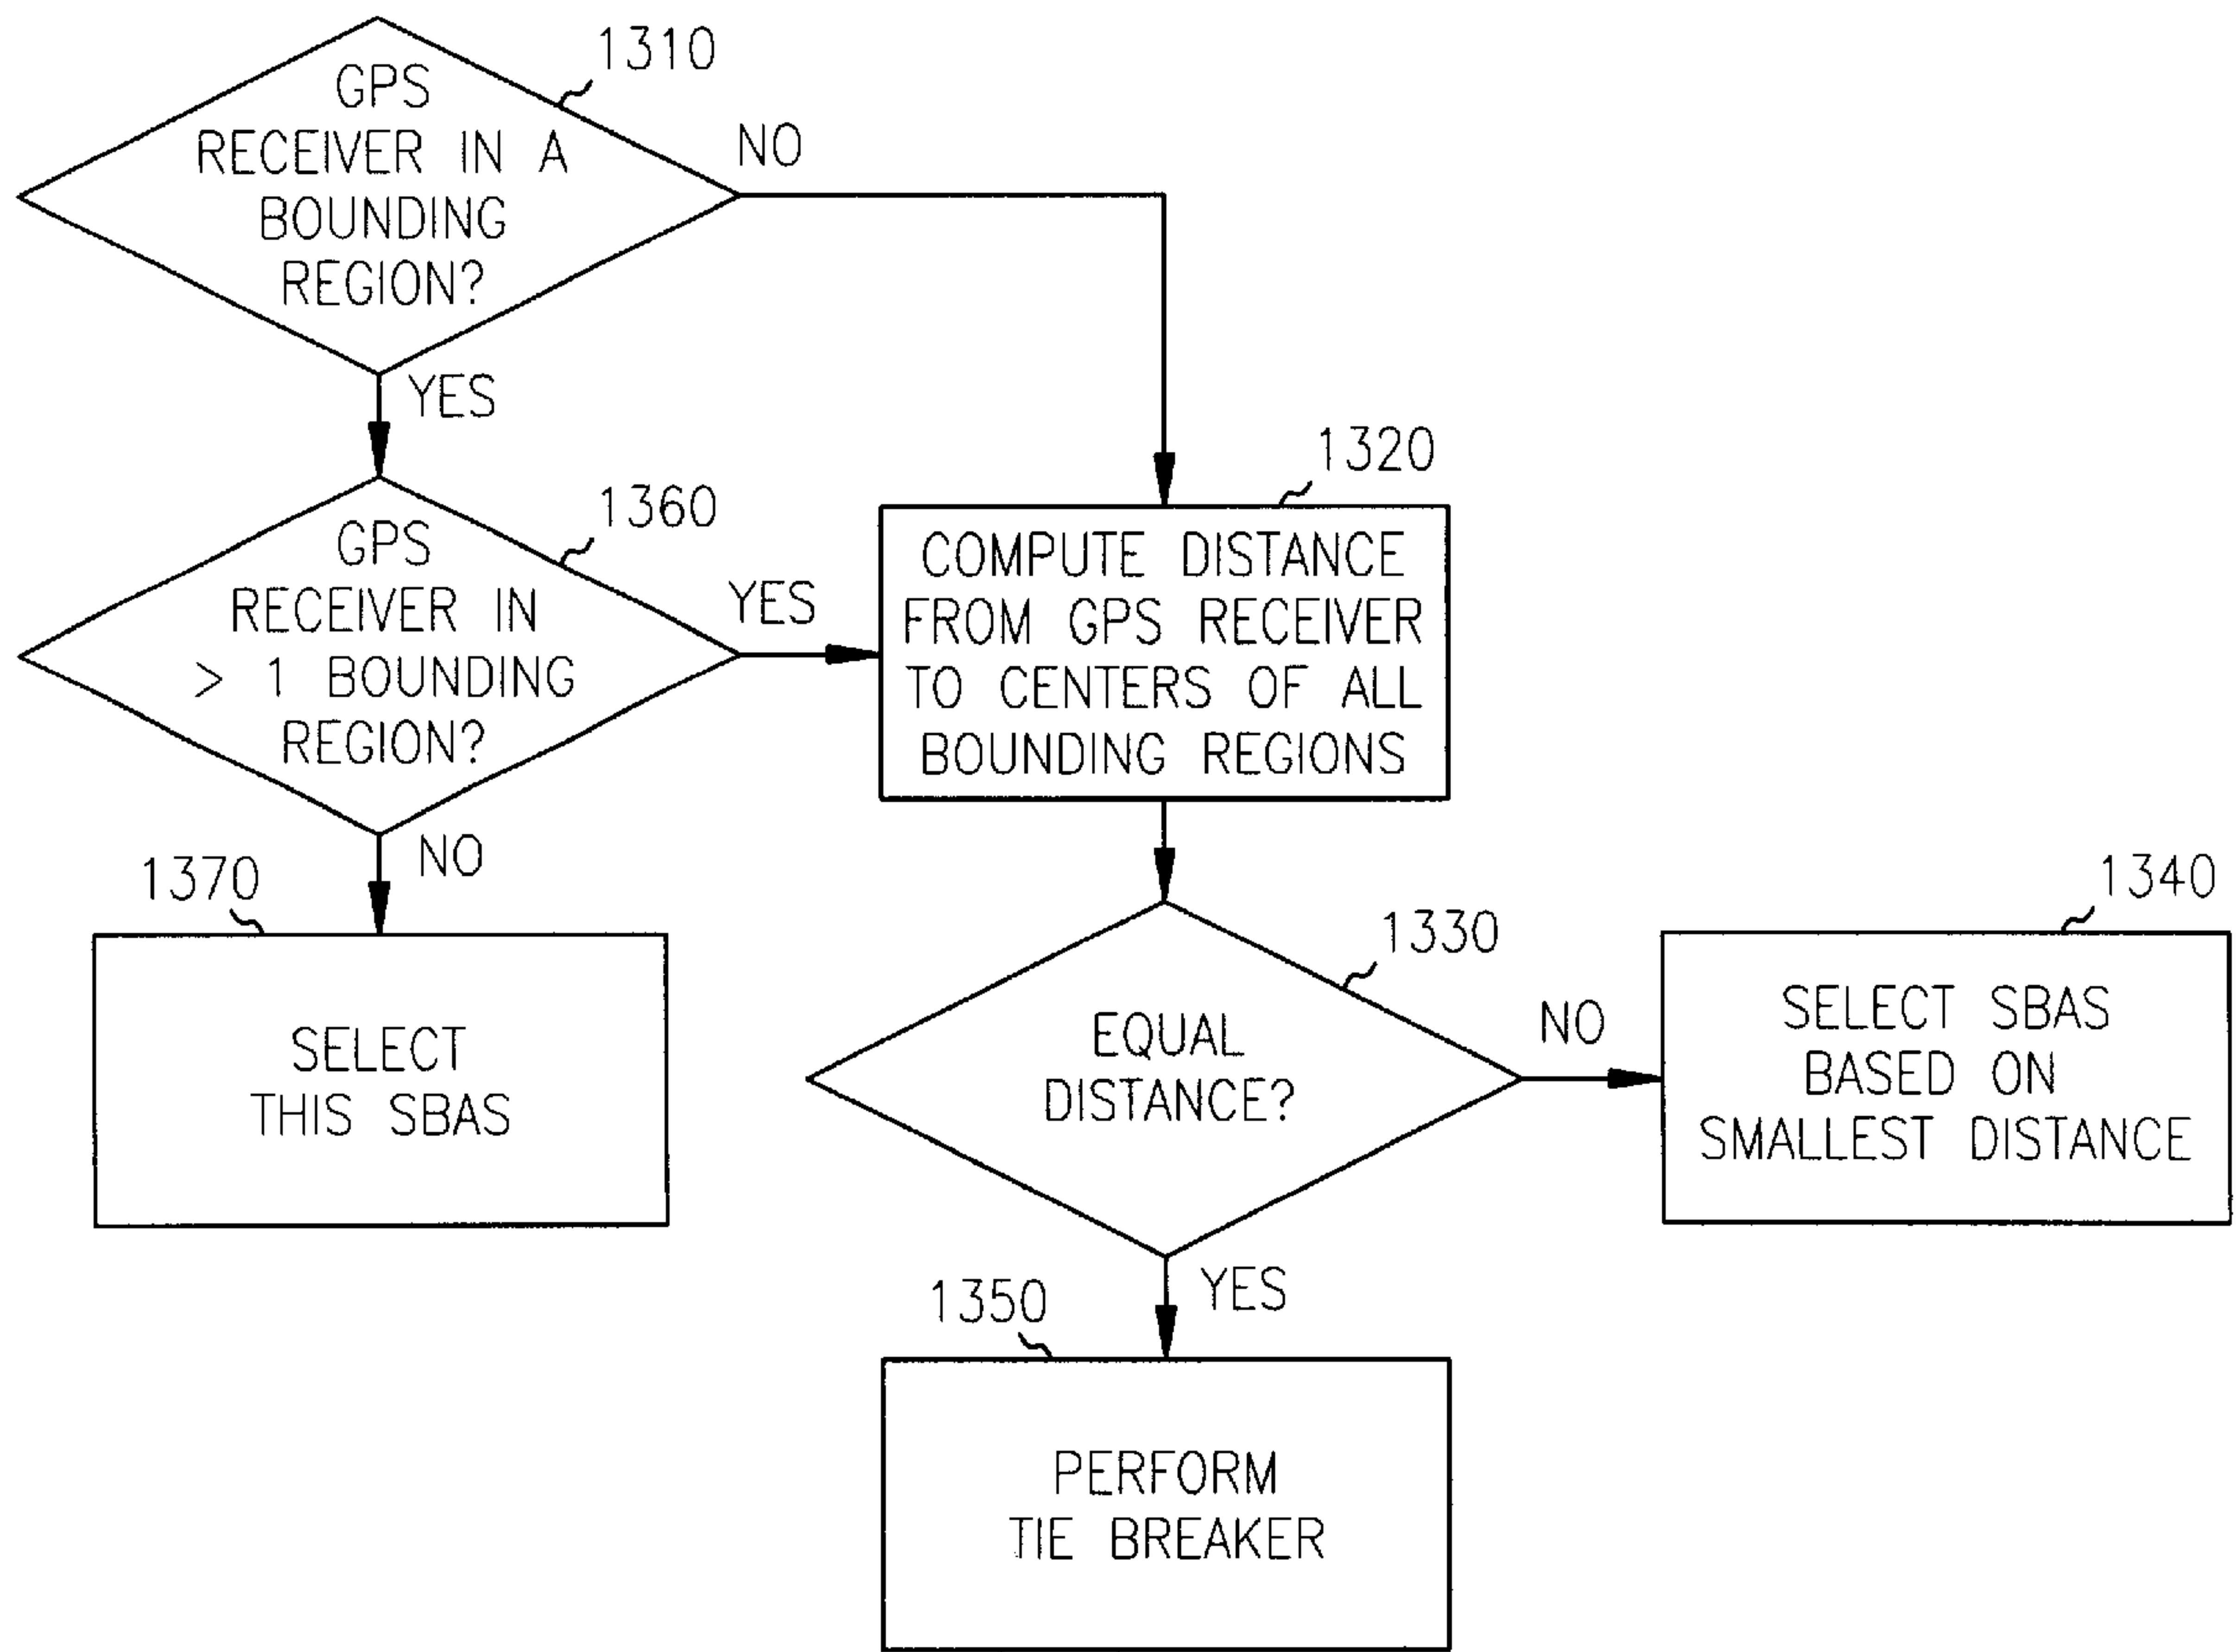 1310
GPS
RECEIVER IN A
BOUNDING
REGION?
NO
YES
1360
GPS
RECEIVER IN
> 1 BOUNDING
REGION?
YES
NO
1320
COMPUTE DISTANCE
FROM GPS RECEIVER
TO CENTERS OF ALL
BOUNDING REGIONS
1370
SELECT
THIS SBAS
1330
EQUAL
DISTANCE?
NO
YES
1340
SELECT SBAS
BASED ON
SMALLEST DISTANCE
1350
PERFORM
TIE BREAKER